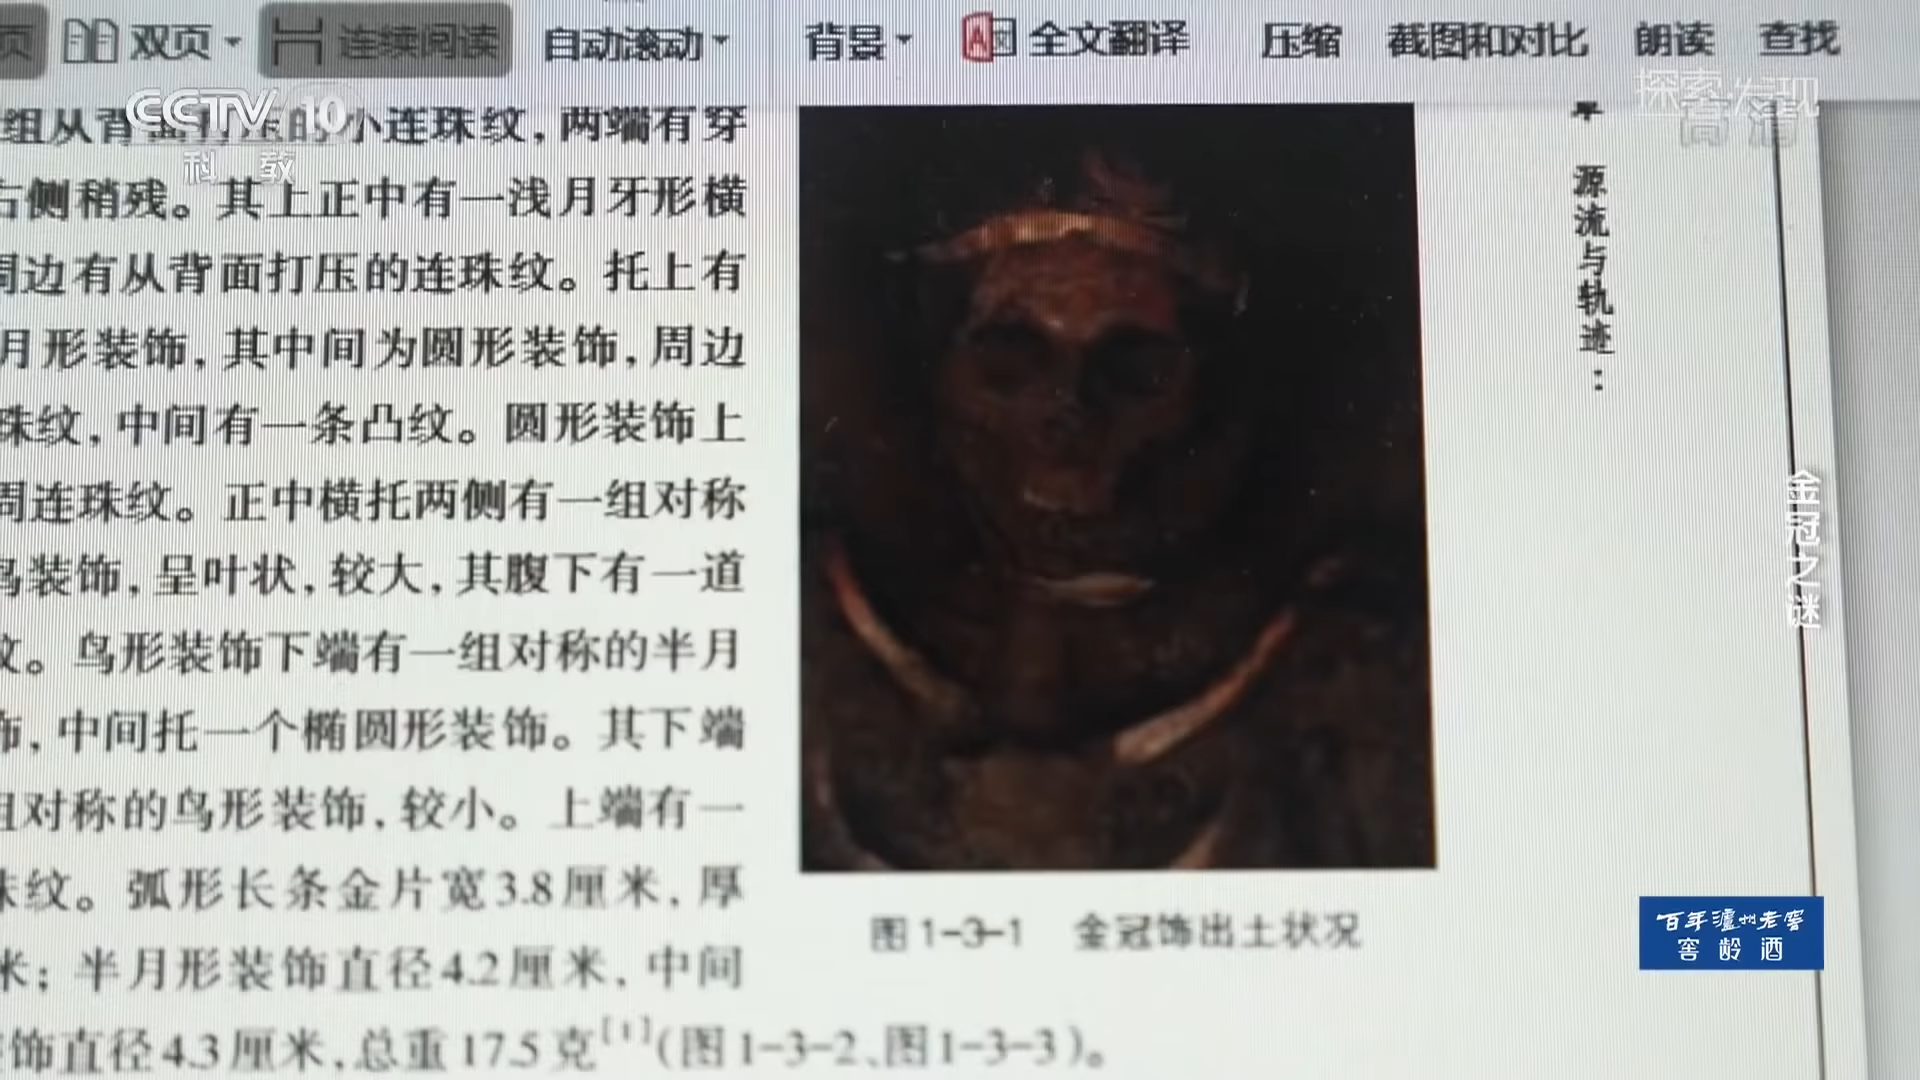 双页 连续阅读 自动滚动 背景 全文翻译 压缩 截图和对比 朗读 查找
CCTV 10
科教
探索发现
高清
组从背面打压的小连珠纹，两端有穿
右侧稍残。其上正中有一浅月牙形横
周边有从背面打压的连珠纹。托上有
月形装饰，其中间为圆形装饰，周边
珠纹，中间有一条凸纹。圆形装饰上
周连珠纹。正中横托两侧有一组对称
鸟装饰，呈叶状，较大，其腹下有一道
纹。鸟形装饰下端有一组对称的半月
饰，中间托一个椭圆形装饰。其下端
组对称的鸟形装饰，较小。上端有一
珠纹。弧形长条金片宽3.8厘米，厚
米；半月形装饰直径4.2厘米，中间
饰直径4.3厘米，总重17.5克[1](图1-3-2、图1-3-3)。
图1-3-1 金冠饰出土状况
源流与轨迹：
金冠之谜
百年泸州老窖
窖龄酒